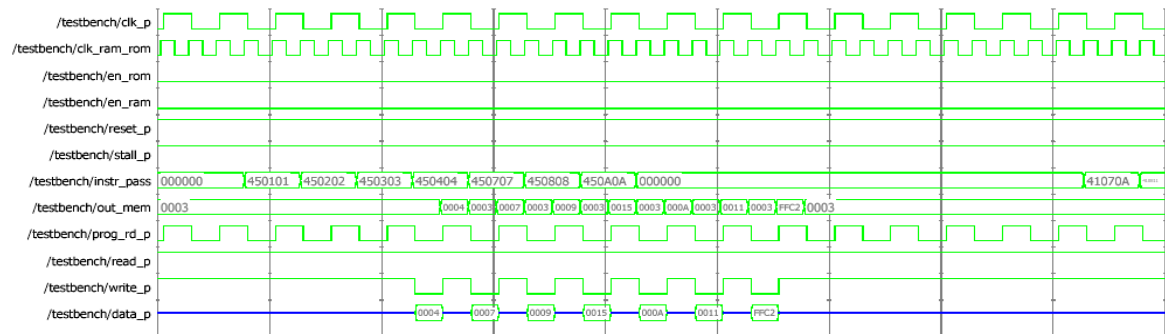 /testbench/clk_p
/testbench/clk_ram_rom
/testbench/en_rom
/testbench/en_ram
/testbench/reset_p
/testbench/stall_p
/testbench/instr_pass 000000 450101 450202 450303 450404 450707 450808 450A0A 000000 41070A
/testbench/out_mem 0003 0004 0003 0007 0003 0009 0003 0015 0003 000A 0003 0011 0003 FFC2 0003
/testbench/prog_rd_p
/testbench/read_p
/testbench/write_p
/testbench/data_p 0004 0007 0009 0015 000A 0011 FFC2